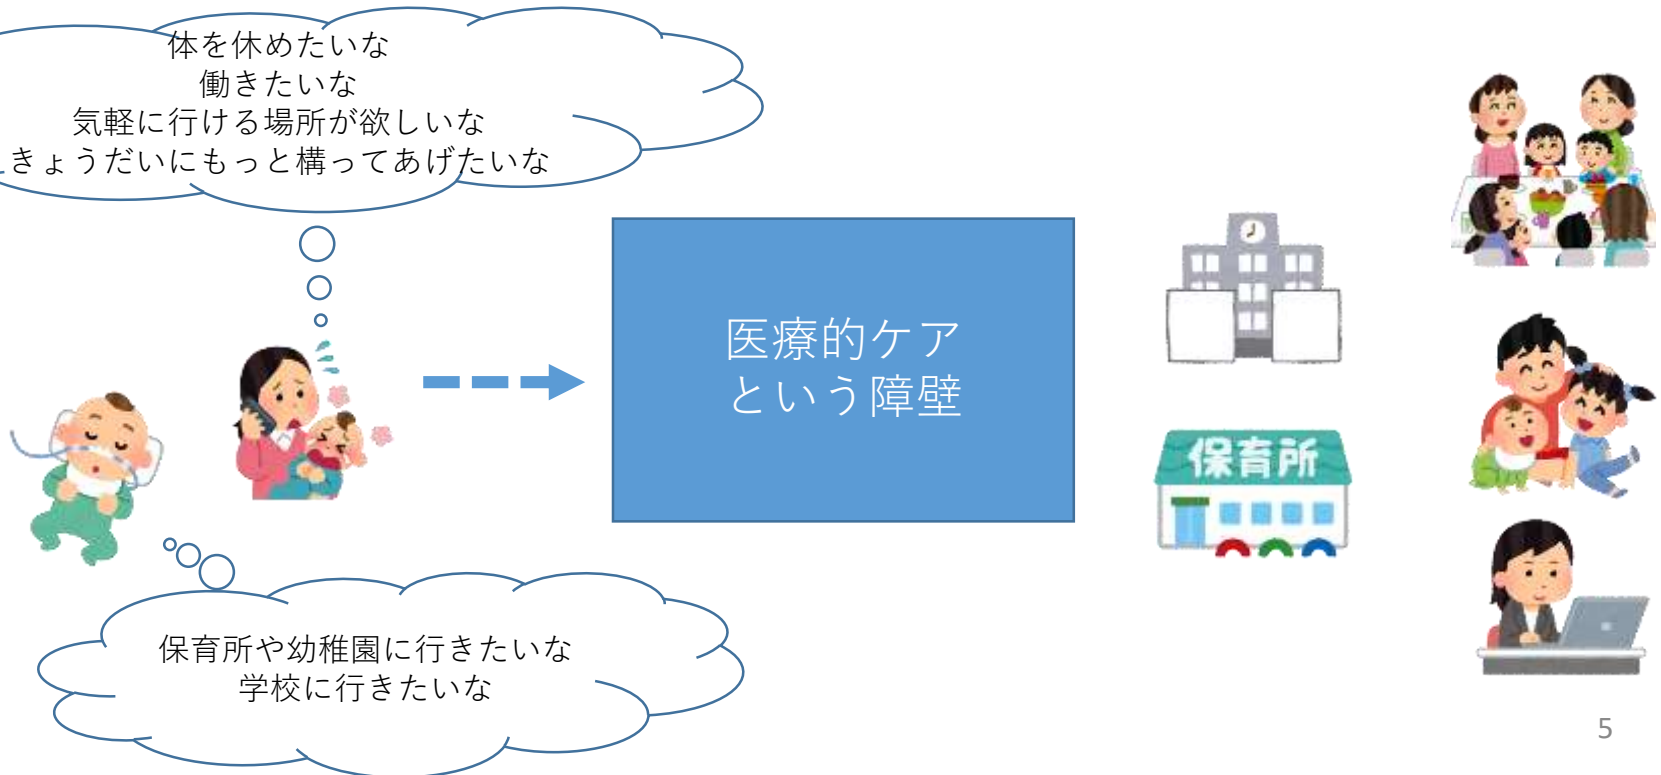 体を休めたいな
働きたいな
気軽に行ける場所が欲しいな
きょうだいにもっと構ってあげたいな
医療的ケア
という障壁
保育所
保育所や幼稚園に行きたいな
学校に行きたいな
5